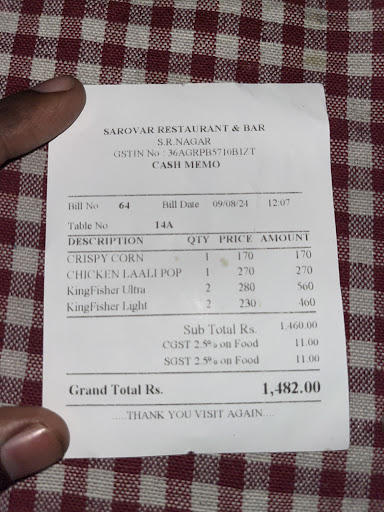 SAROVAR RESTAURANT & BAR
S.R.NAGAR
GSTIN No : 36AGRPB5710B1ZT
CASH MEMO
Bill No 64 Bill Date 09/08/24 12:07
Table No 14A
DESCRIPTION QTY PRICE AMOUNT
CRISPY CORN 1 170 170
CHICKEN LAALI POP 1 270 270
KingFisher Ultra 2 280 560
KingFisher Light 2 230 460
Sub Total Rs. 1,460.00
CGST 2.5% on Food 11.00
SGST 2.5% on Food 11.00
Grand Total Rs. 1,482.00
.....THANK YOU VISIT AGAIN....